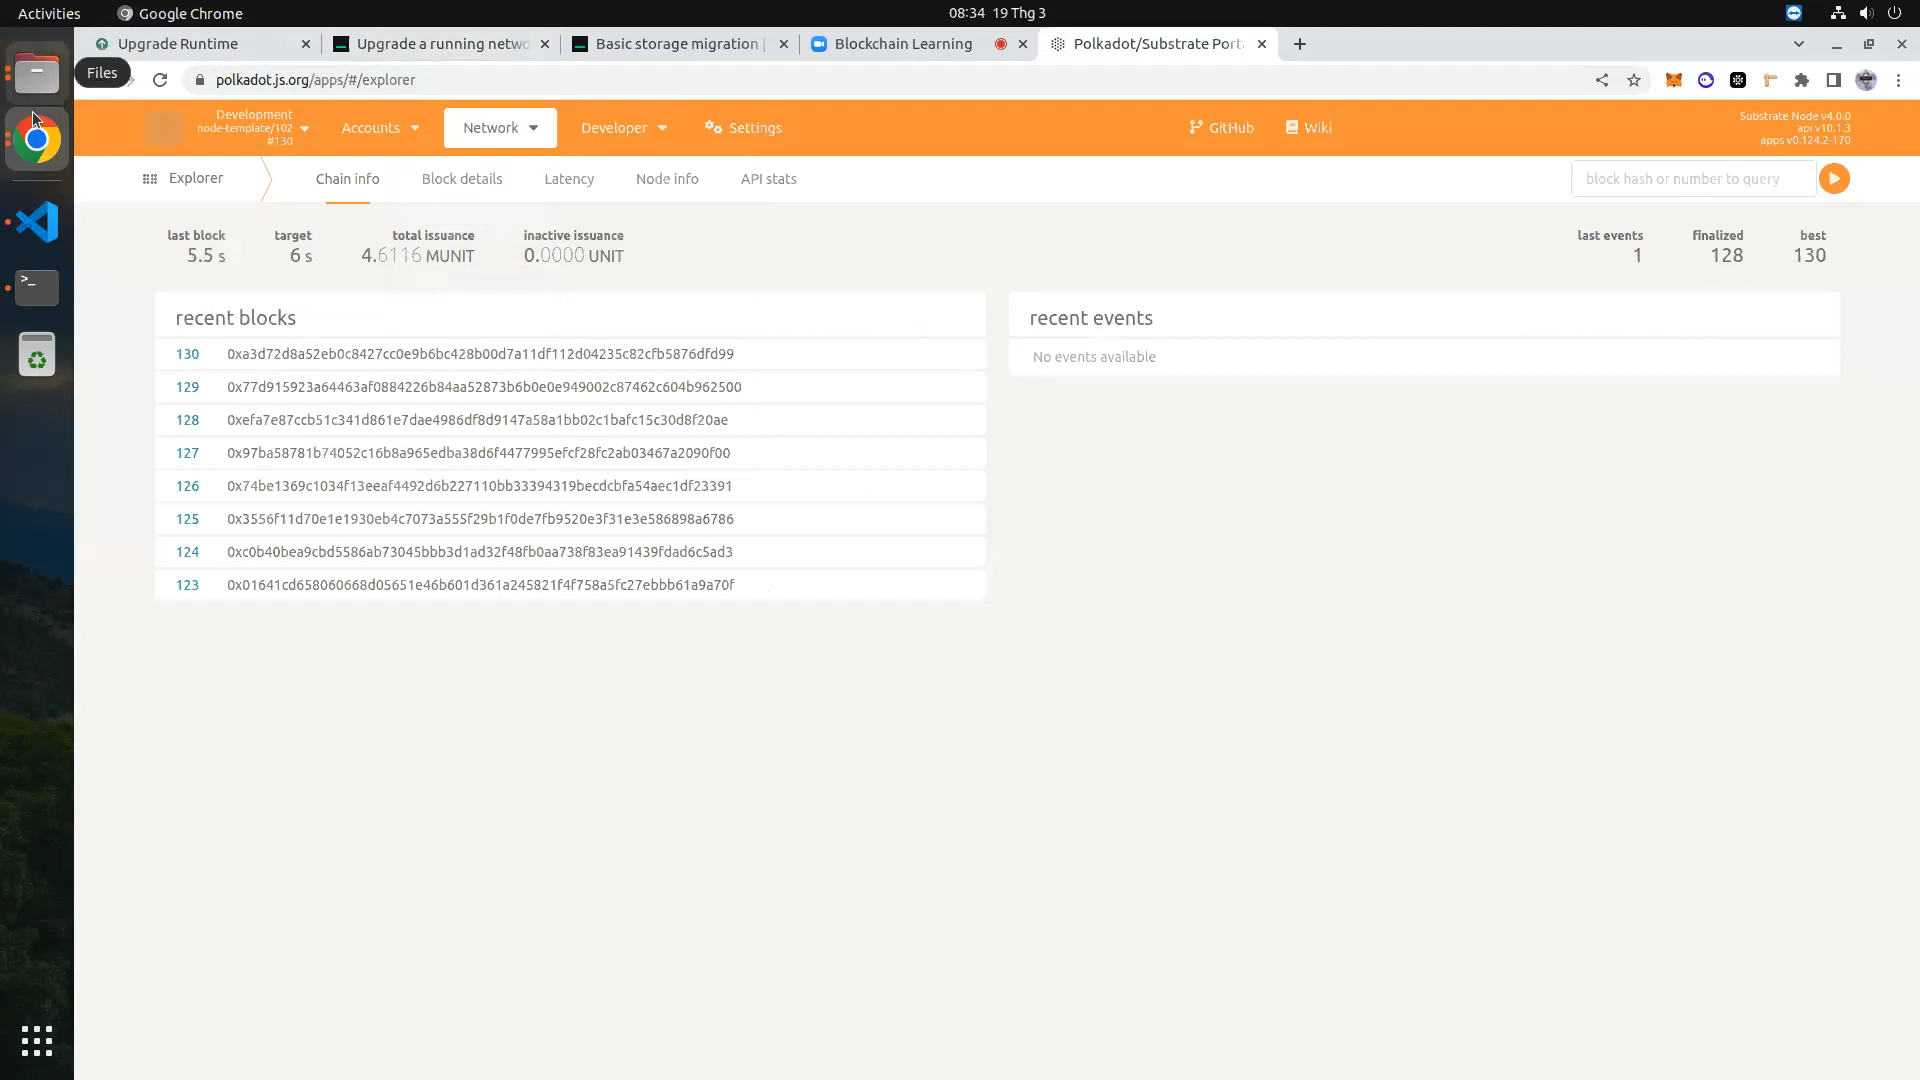 Activities
Google Chrome
08:34 19 Thg 3
Upgrade Runtime
Upgrade a running netwo
Basic storage migration |
Blockchain Learning
Polkadot/Substrate Port
Files
polkadot.js.org/apps/#/explorer
Development
node-template/102
#130
Accounts
Network
Developer
Settings
GitHub
Wiki
Substrate Node v4.0.0
api v10.1.3
apps v0.124.2-170
Explorer
Chain info
Block details
Latency
Node info
API stats
block hash or number to query
last block
5.5 s
target
6 s
total issuance
4.6116 MUNIT
inactive issuance
0.0000 UNIT
last events
1
finalized
128
best
130
recent blocks
130 0xa3d72d8a52eb0c8427cc0e9b6bc428b00d7a11df112d04235c82cfb5876dfd99
129 0x77d915923a64463af0884226b84aa52873b6b0e0e949002c87462c604b962500
128 0xefa7e87ccb51c341d861e7dae4986df8d9147a58a1bb02c1bafc15c30d8f20ae
127 0x97ba58781b74052c16b8a965edba38d6f4477995efcf28fc2ab03467a2090f00
126 0x74be1369c1034f13eeaf4492d6b227110bb33394319becdcbfa54aec1df23391
125 0x3556f11d70e1e1930eb4c7073a555f29b1f0de7fb9520e3f31e3e586898a6786
124 0xc0b40bea9cbd5586ab73045bbb3d1ad32f48fb0aa738f83ea91439fdad6c5ad3
123 0x01641cd658060668d05651e46b601d361a245821f4f758a5fc27ebbb61a9a70f
recent events
No events available